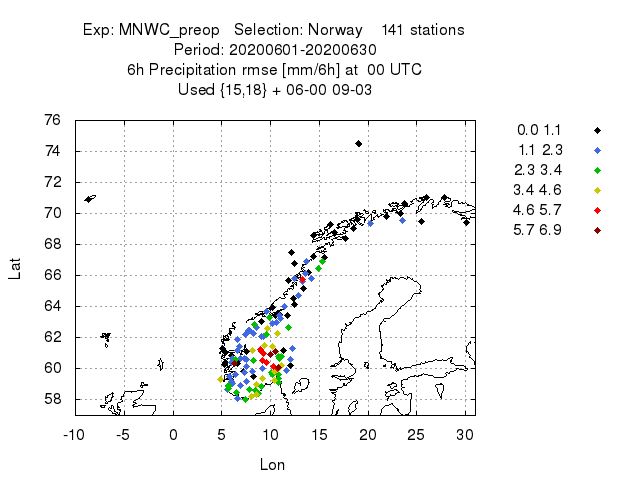 Exp: MNWC_preop   Selection: Norway    141 stations
Period: 20200601-20200630
6h Precipitation rmse [mm/6h] at  00 UTC
Used {15,18} + 06-00 09-03
76
74
72
70
68
66
64
62
60
58
-10 -5 0 5 10 15 20 25 30
Lat
Lon
0.0 1.1
1.1 2.3
2.3 3.4
3.4 4.6
4.6 5.7
5.7 6.9